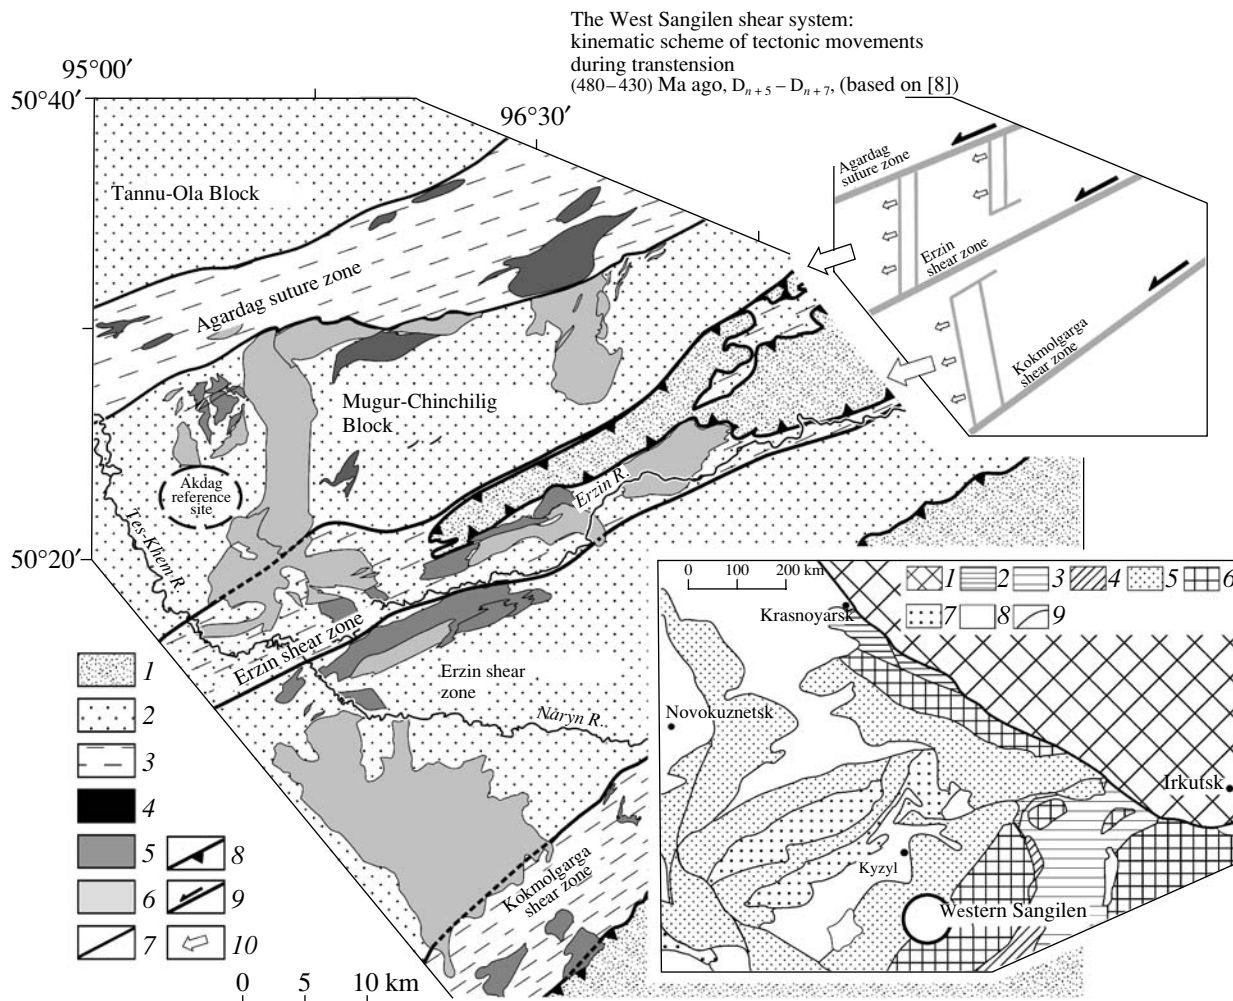 The West Sangilen shear system:
kinematic scheme of tectonic movements
during transtension
(480–430) Ma ago, Dn+5 – Dn+7, (based on [8])
95°00′
50°40′
96°30′
Tannu-Ola Block
Agardag suture zone
Mugur-Chinchilig
Block
Akdag
reference
site
Tes-Khem R.
50°20′
Erzin R.
Erzin shear zone
Erzin shear
zone
Naryn R.
Kokmolgarga
shear zone
Agardag
suture zone
Erzin
shear zone
Kokmolgarga
shear zone
1
2
3
4
5
6
7
8
9
10
0 5 10 km
0 100 200 km
1 2 3 4 5 6
7 8 9
Krasnoyarsk
Novokuznetsk
Irkutsk
Kyzyl
Western Sangilen